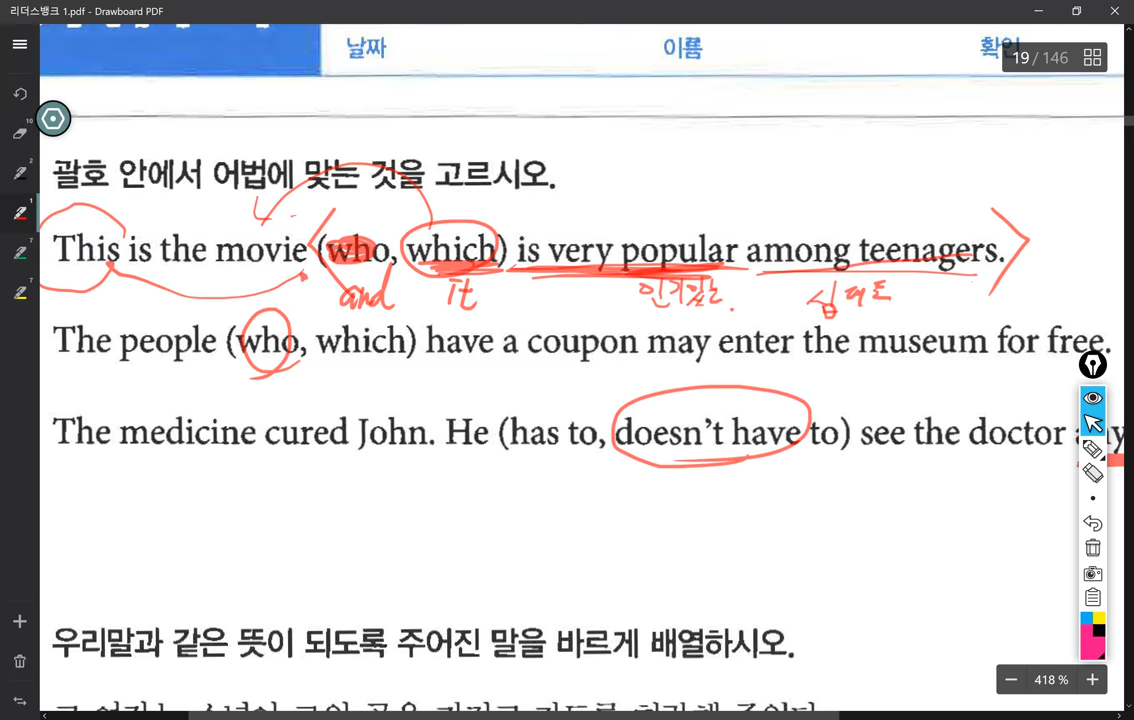 리더스뱅크 1.pdf - Drawboard PDF
날짜 이름 확인
19 / 146
괄호 안에서 어법에 맞는 것을 고르시오.
This is the movie (who, which) is very popular among teenagers.
and It 인기있는. 십대들
The people (who, which) have a coupon may enter the museum for free.
The medicine cured John. He (has to, doesn't have to) see the doctor
우리말과 같은 뜻이 되도록 주어진 말을 바르게 배열하시오.
418 %